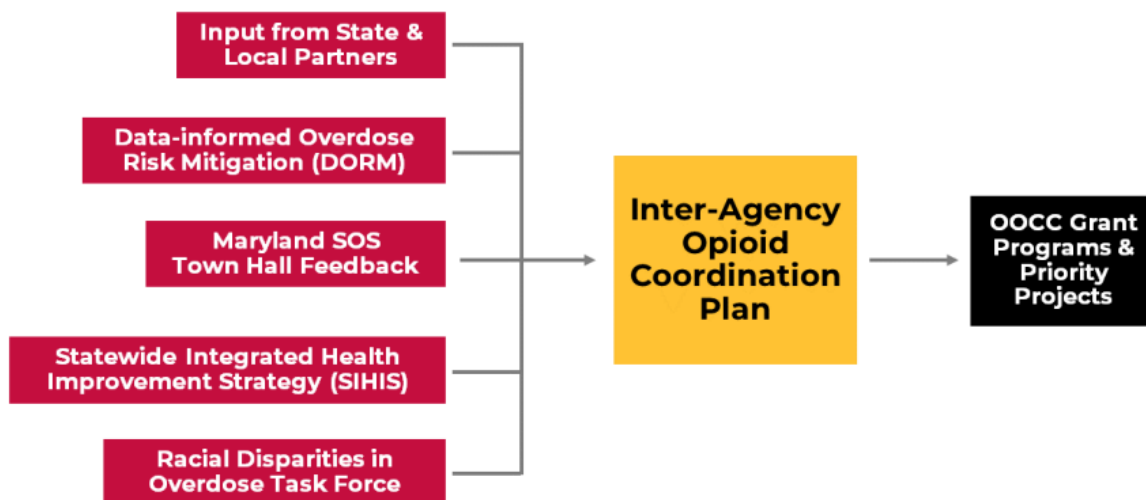 Input from State &
Local Partners
Data-informed Overdose
Risk Mitigation (DORM)
Maryland SOS
Town Hall Feedback
Statewide Integrated Health
Improvement Strategy (SIHIS)
Racial Disparities in
Overdose Task Force
Inter-Agency
Opioid
Coordination
Plan
OOCC Grant
Programs &
Priority
Projects